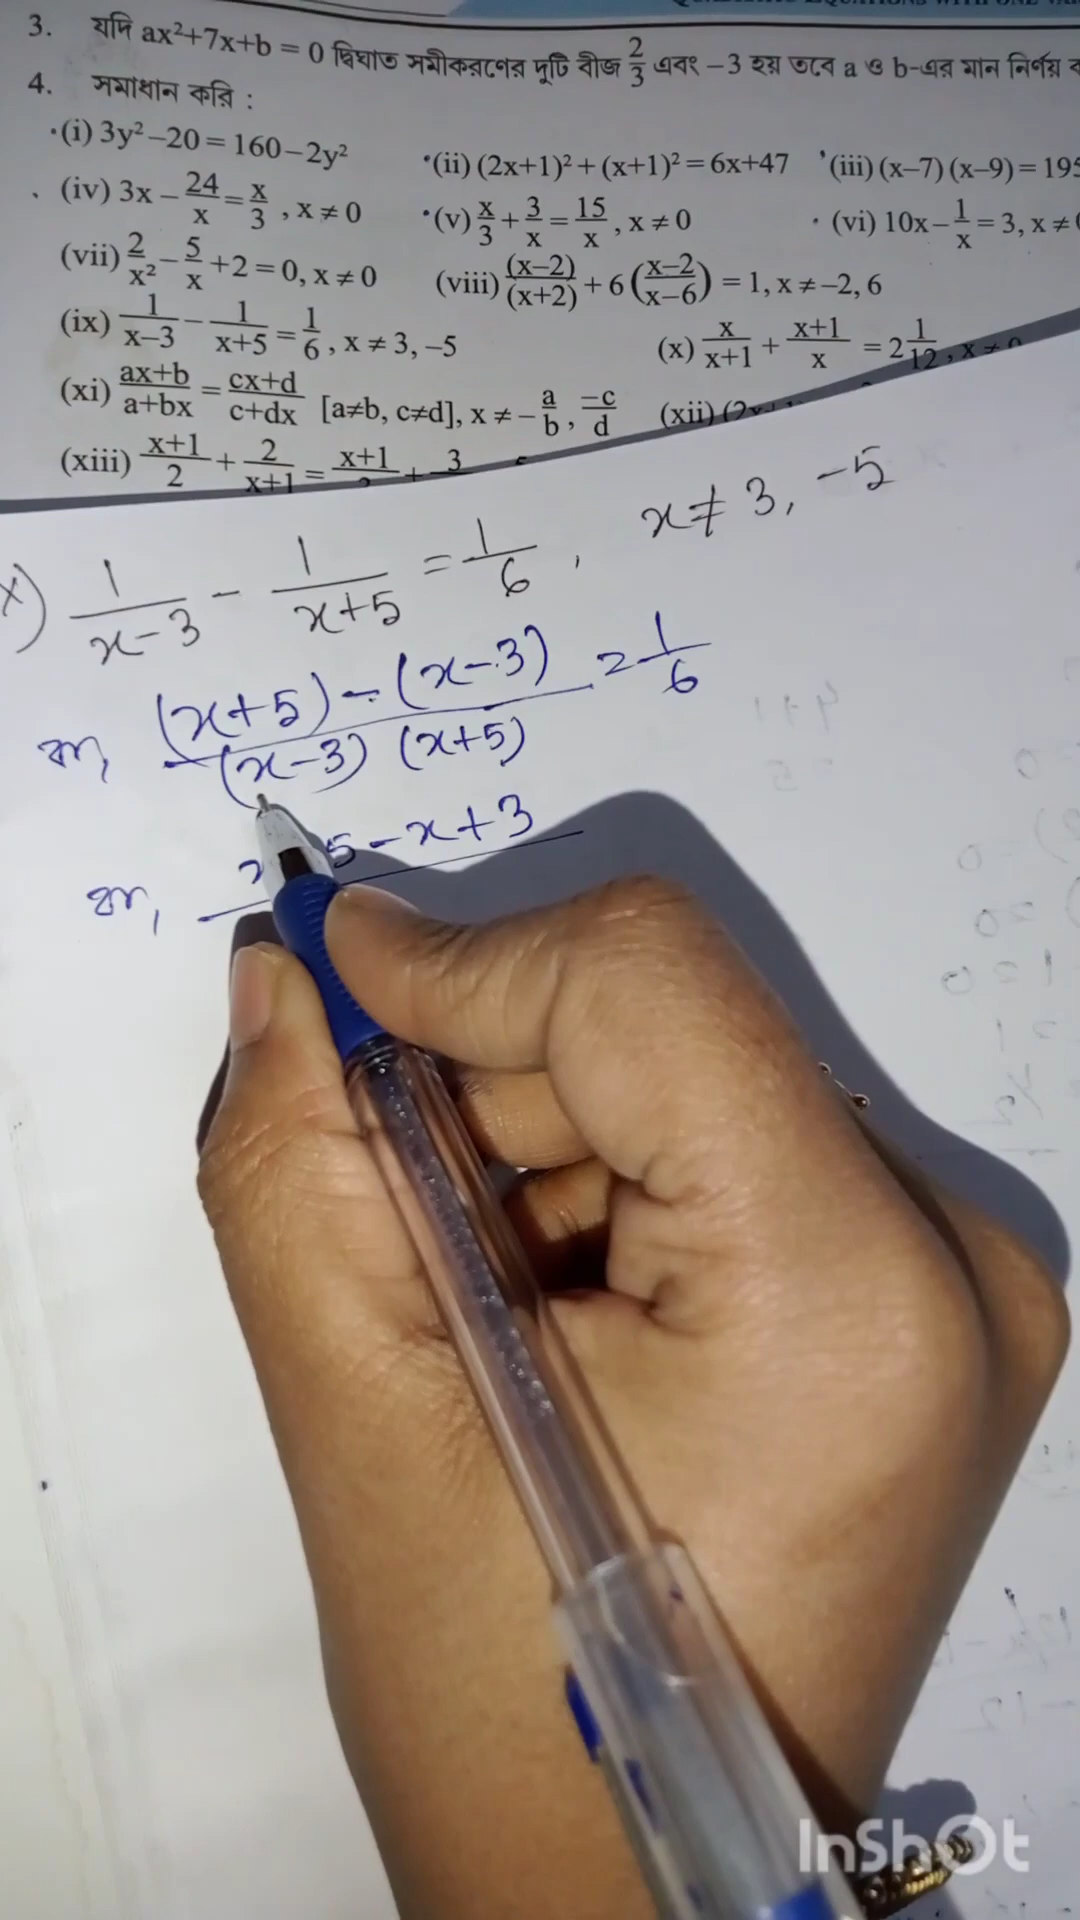 3. যদি ax²+7x+b = 0 দ্বিঘাত সমীকরণের দুটি বীজ 2/3 এবং –3 হয় তবে a ও b-এর মান নির্ণয়
4. সমাধান করি :
(i) 3y²–20 = 160–2y² (ii) (2x+1)²+(x+1)² = 6x+47 (iii) (x–7)(x–9) = 195
(iv) 3x – 24/x = x/3 , x ≠ 0 (v) x/3 + 3/x = 15/x , x ≠ 0 (vi) 10x – 1/x = 3, x ≠
(vii) 2/x² – 5/x + 2 = 0, x ≠ 0 (viii) (x–2)/(x+2) + 6 (x–2/x–6) = 1, x ≠ –2, 6
(ix) 1/x–3 – 1/x+5 = 1/6 , x ≠ 3, –5 (x) x/x+1 + x+1/x = 2 1/12 , x ≠ 0
(xi) ax+b/a+bx = cx+d/c+dx [a≠b, c≠d], x ≠ – a/b , –c/d (xii)
(xiii) x+1/2 + 2/x+1 = x+1/ + 3
x) 1/x–3 – 1/x+5 = 1/6 , x ≠ 3, –5
বা, (x+5) – (x–3)/(x–3) (x+5) = 1/6
বা, 5 – x + 3
InShOt